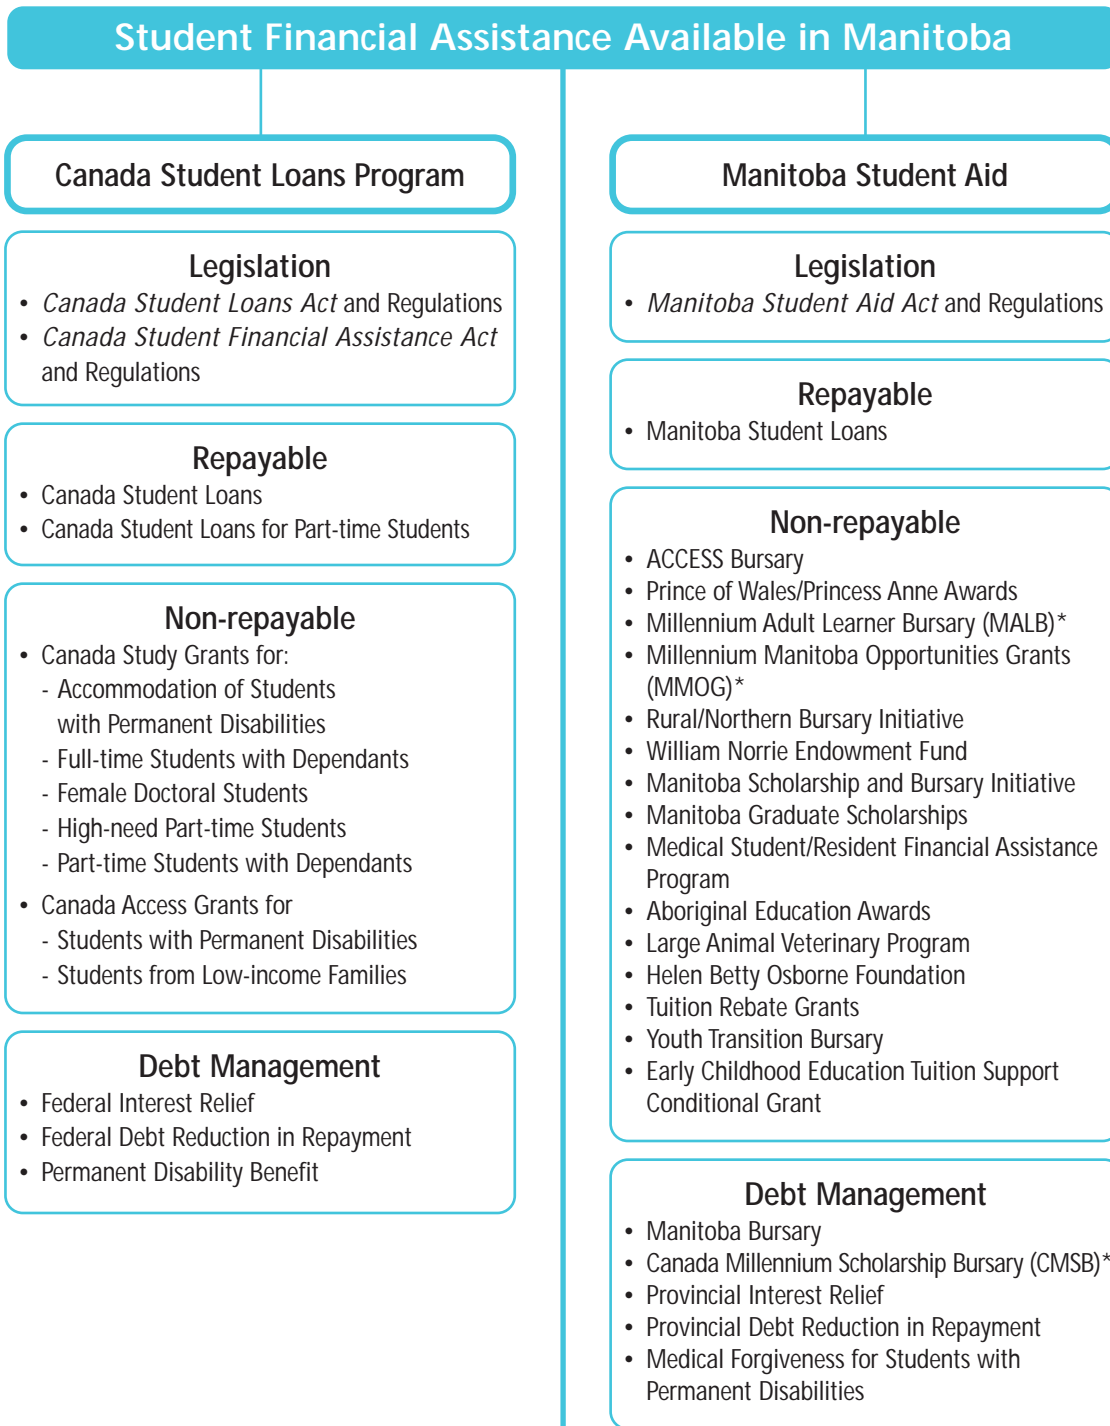 Student Financial Assistance Available in Manitoba
Canada Student Loans Program
Legislation
• Canada Student Loans Act and Regulations
• Canada Student Financial Assistance Act
and Regulations
Repayable
• Canada Student Loans
• Canada Student Loans for Part-time Students
Non-repayable
• Canada Study Grants for:
- Accommodation of Students
with Permanent Disabilities
- Full-time Students with Dependants
- Female Doctoral Students
- High-need Part-time Students
- Part-time Students with Dependants
• Canada Access Grants for
- Students with Permanent Disabilities
- Students from Low-income Families
Debt Management
• Federal Interest Relief
• Federal Debt Reduction in Repayment
• Permanent Disability Benefit
Manitoba Student Aid
Legislation
• Manitoba Student Aid Act and Regulations
Repayable
• Manitoba Student Loans
Non-repayable
• ACCESS Bursary
• Prince of Wales/Princess Anne Awards
• Millennium Adult Learner Bursary (MALB)*
• Millennium Manitoba Opportunities Grants
(MMOG)*
• Rural/Northern Bursary Initiative
• William Norrie Endowment Fund
• Manitoba Scholarship and Bursary Initiative
• Manitoba Graduate Scholarships
• Medical Student/Resident Financial Assistance
Program
• Aboriginal Education Awards
• Large Animal Veterinary Program
• Helen Betty Osborne Foundation
• Tuition Rebate Grants
• Youth Transition Bursary
• Early Childhood Education Tuition Support
Conditional Grant
Debt Management
• Manitoba Bursary
• Canada Millennium Scholarship Bursary (CMSB)*
• Provincial Interest Relief
• Provincial Debt Reduction in Repayment
• Medical Forgiveness for Students with
Permanent Disabilities